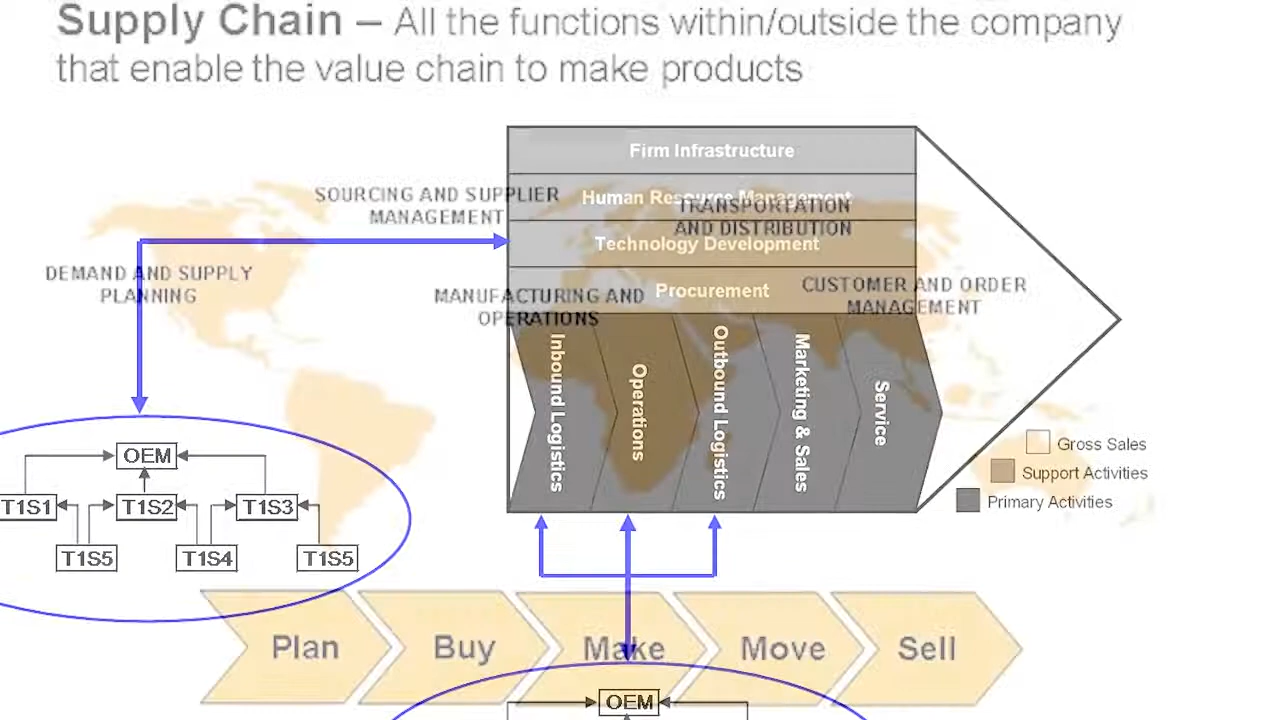 Supply Chain – All the functions within/outside the company
that enable the value chain to make products
Firm Infrastructure
SOURCING AND SUPPLIER
MANAGEMENT
Human Resource Management
TRANSPORTATION
AND DISTRIBUTION
Technology Development
DEMAND AND SUPPLY
PLANNING
MANUFACTURING AND
OPERATIONS
Procurement
CUSTOMER AND ORDER
MANAGEMENT
Inbound Logistics
Operations
Outbound Logistics
Marketing & Sales
Service
Gross Sales
Support Activities
Primary Activities
OEM
T1S1 T1S2 T1S3
T1S5 T1S4 T1S5
Plan Buy Make Move Sell
OEM